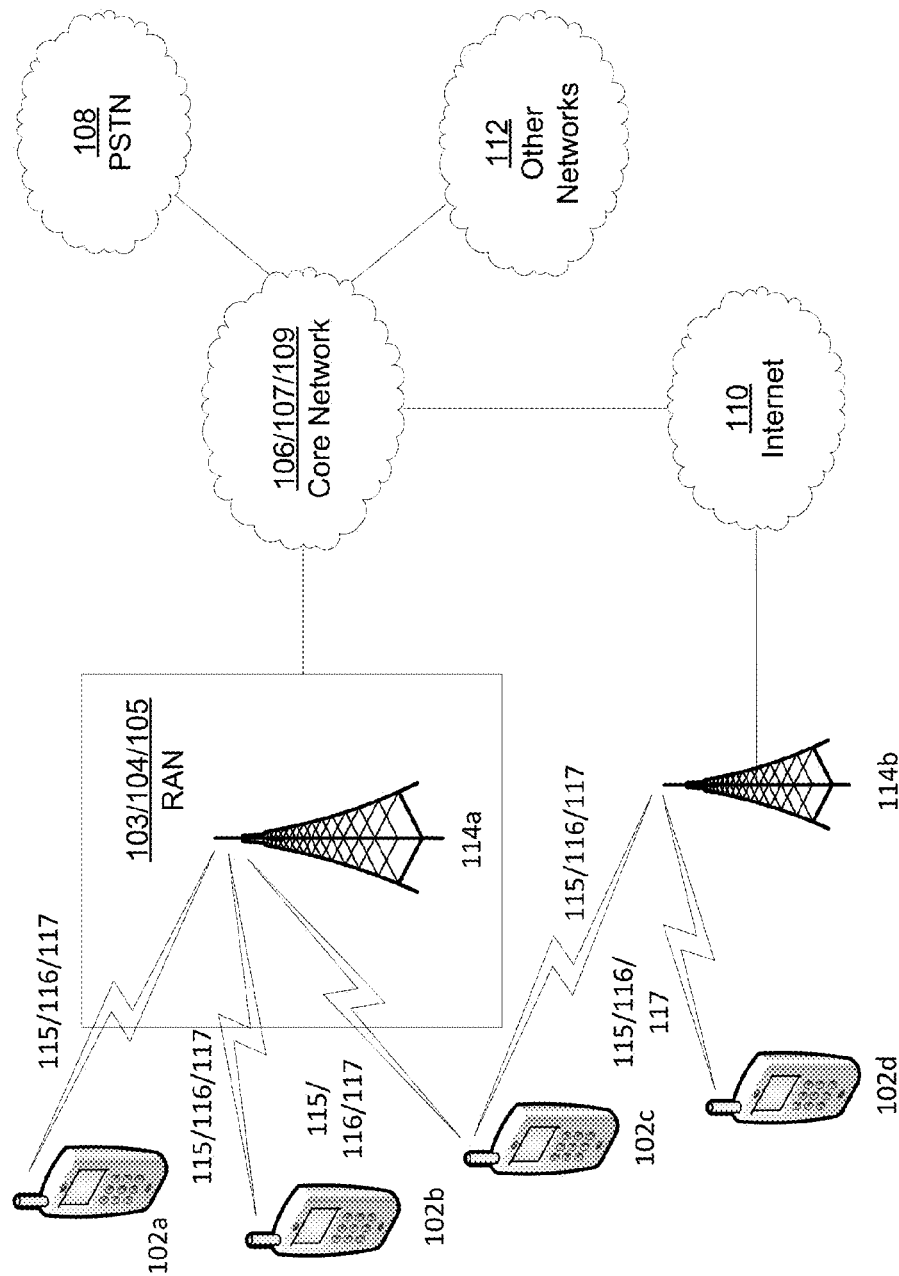 108
PSTN
112
Other
Networks
106/107/109
Core Network
110
Internet
103/104/105
RAN
114a
114b
115/116/117
115/116/117
115/
116/117
115/116/117
115/116/
117
102a
102b
102c
102d